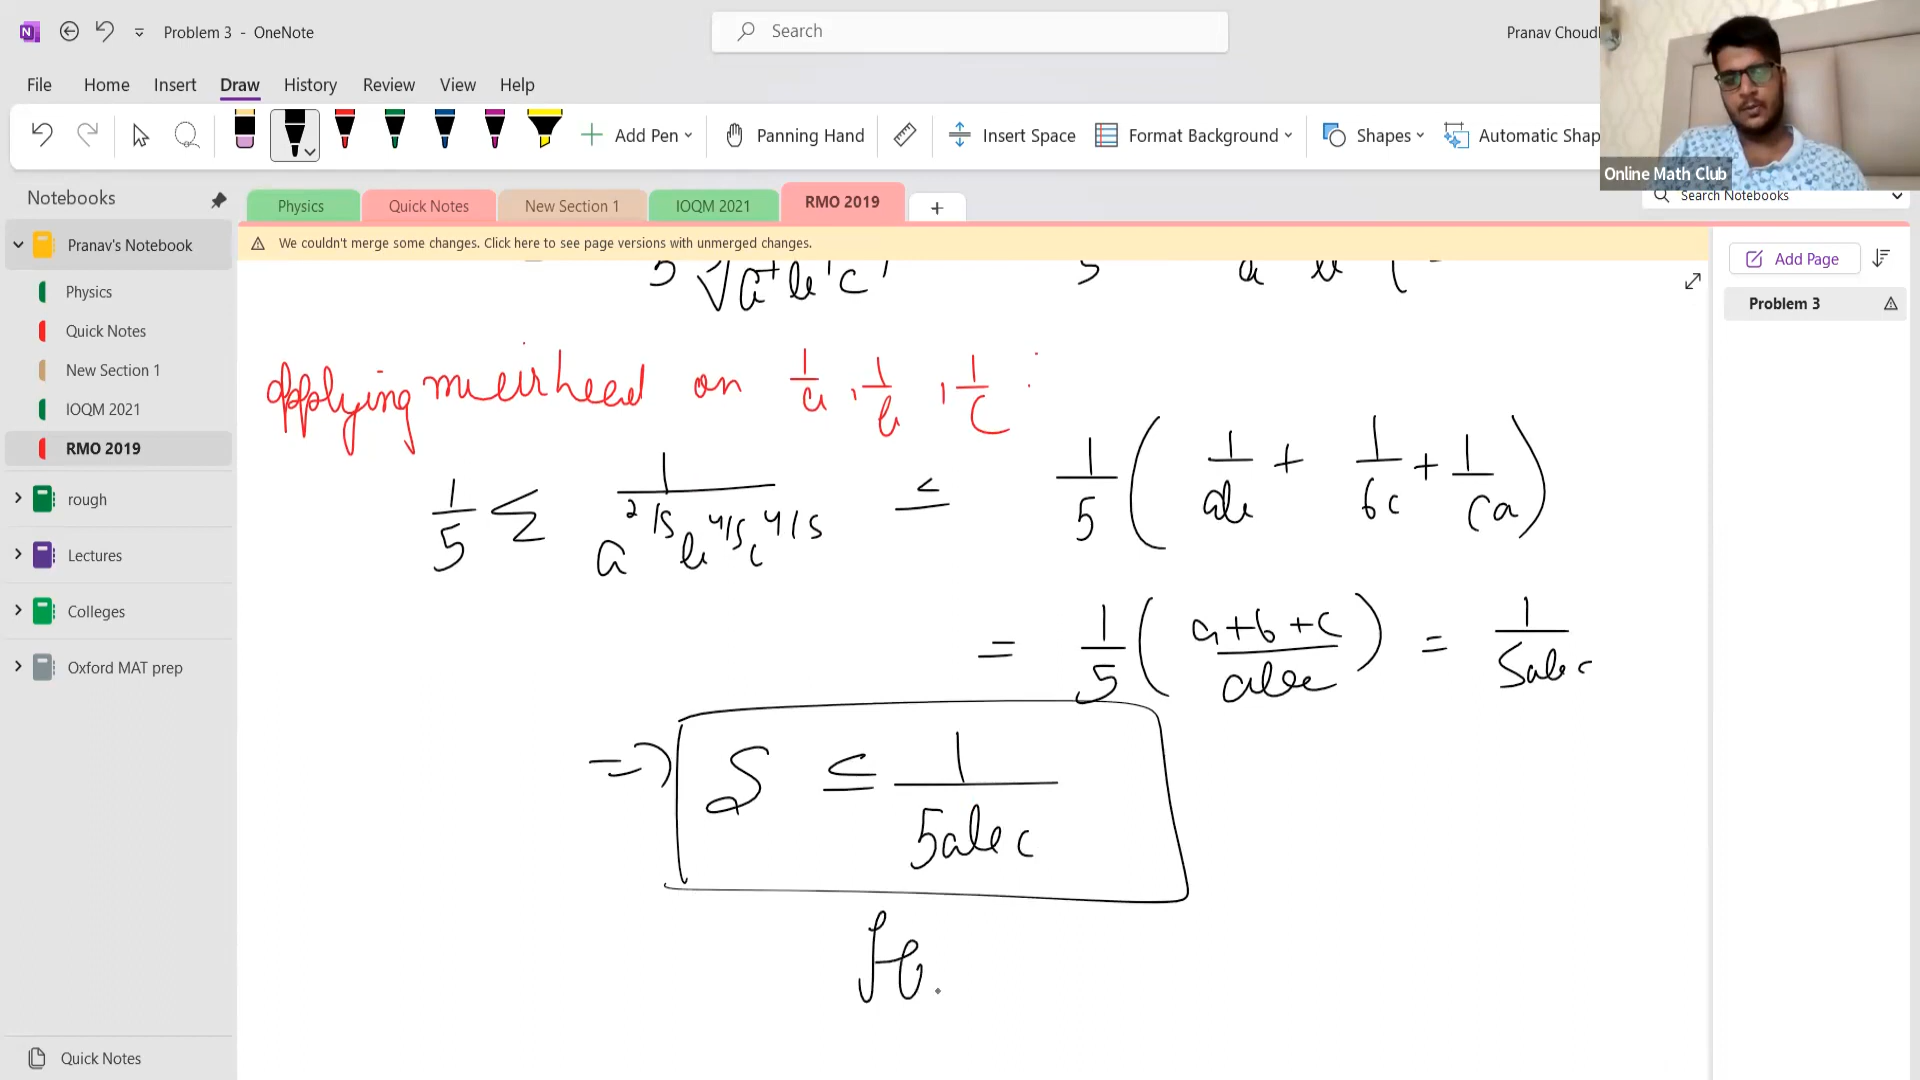 Problem 3 - OneNote
Search
Pranav Choudh
File Home Insert Draw History Review View Help
Add Pen
Panning Hand
Insert Space
Format Background
Shapes
Automatic Shap
Online Math Club
Notebooks
Physics
Quick Notes
New Section 1
IOQM 2021
RMO 2019
+
Search Notebooks
Pranav's Notebook
We couldn't merge some changes. Click here to see page versions with unmerged changes.
Add Page
Problem 3
Physics
Quick Notes
New Section 1
IOQM 2021
RMO 2019
rough
Lectures
Colleges
Oxford MAT prep
Quick Notes
applying muirhead on 1/a, 1/b, 1/c :
1/5 Σ 1/(a^2/5 b^4/5 c^4/5) ≤ 1/5 (1/ab + 1/bc + 1/ca)
= 1/5 ((a+b+c)/abc) = 1/5abc
=> S ≤ 1/5abc